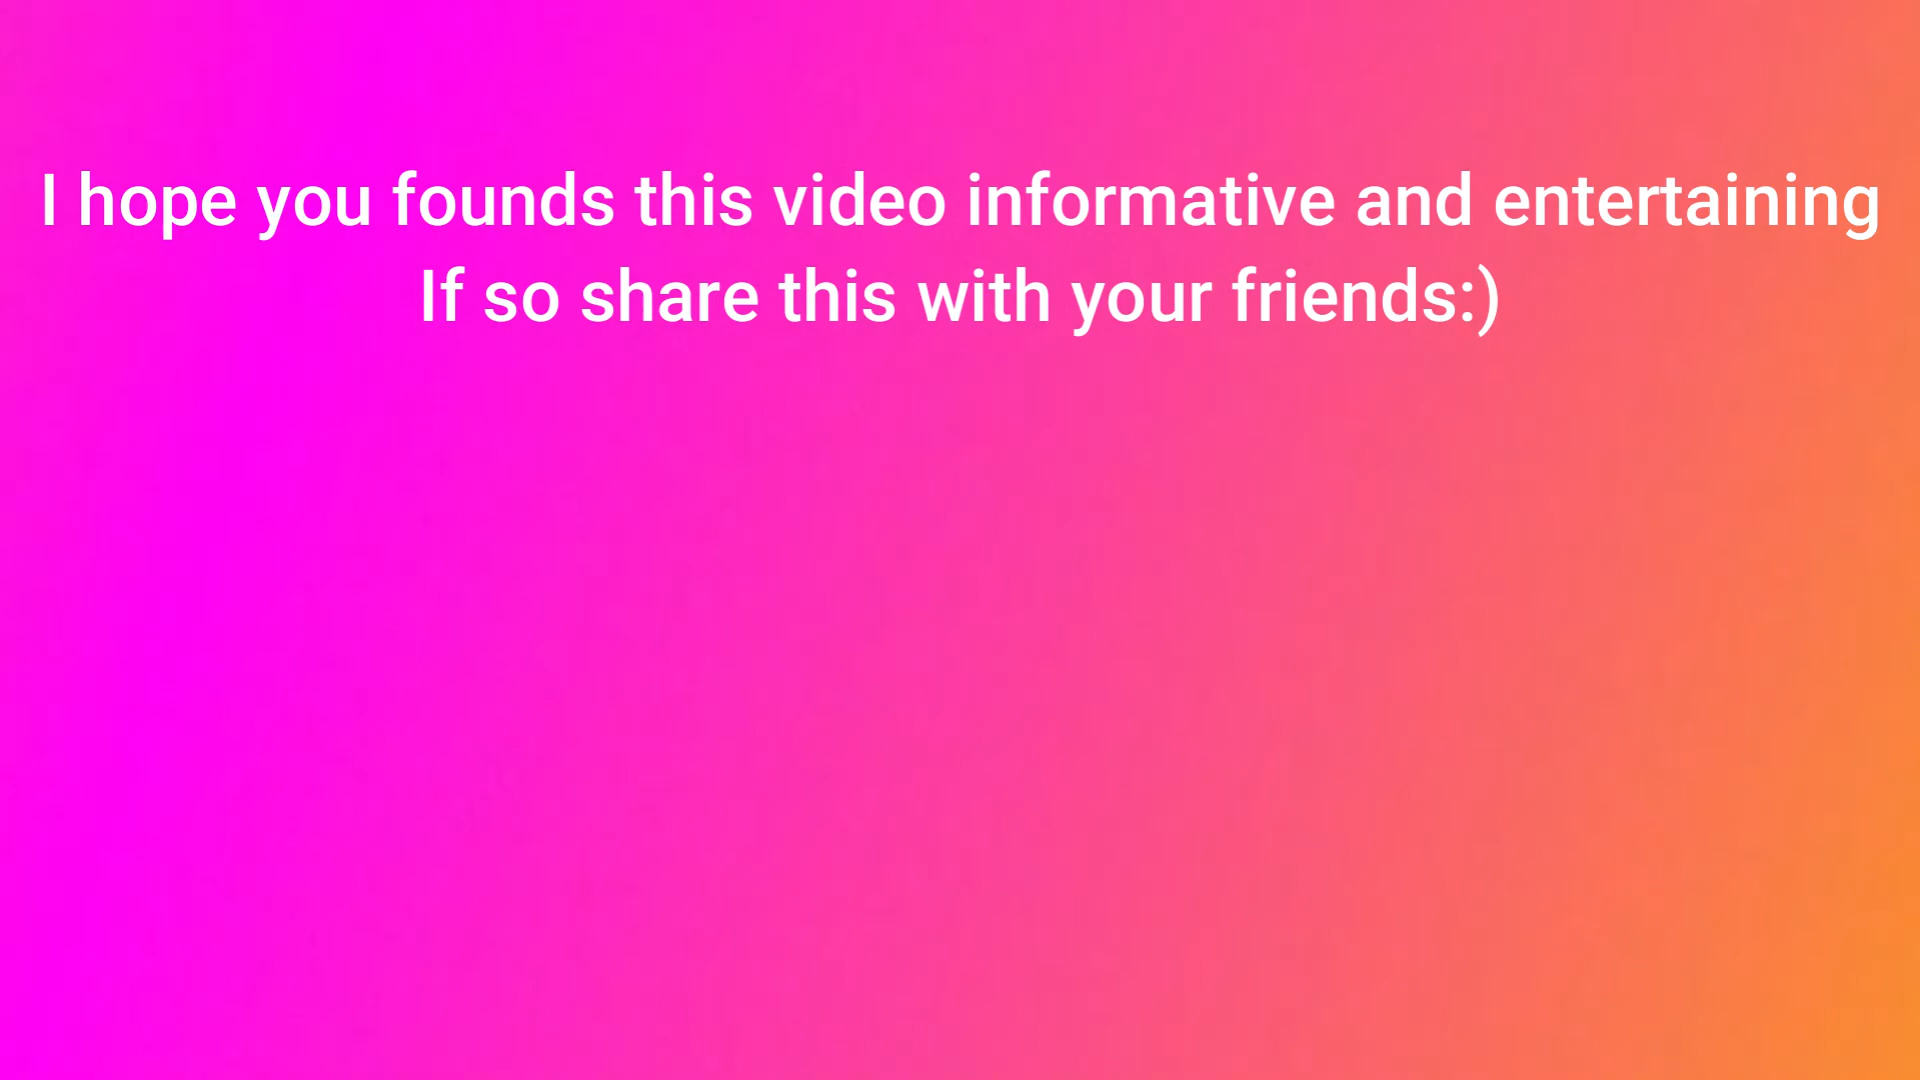 I hope you founds this video informative and entertaining
If so share this with your friends:)